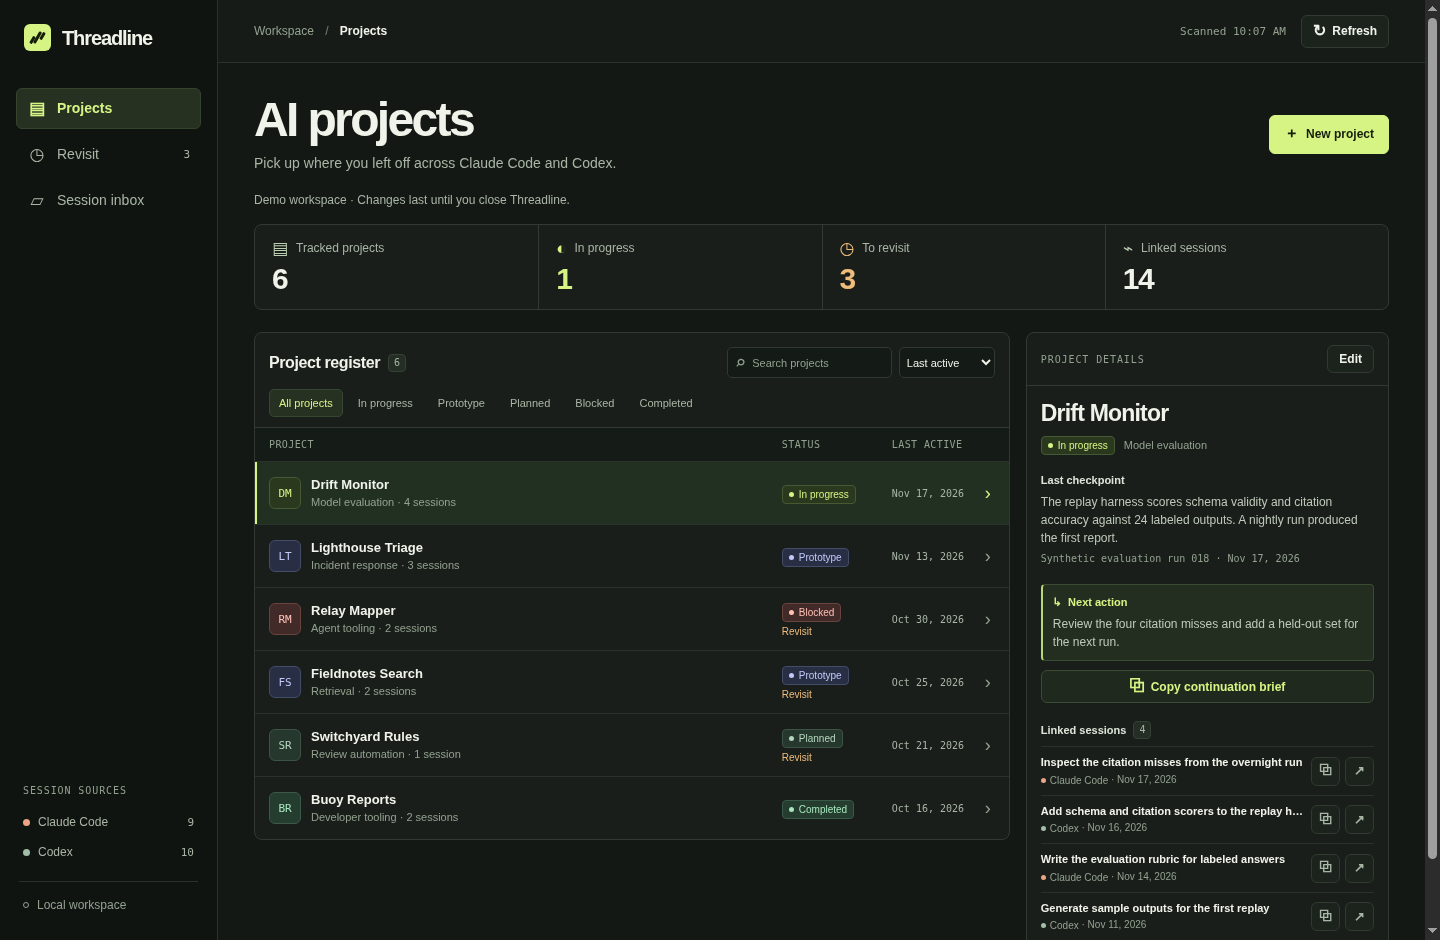 Threadline
Projects
Revisit 3
Session inbox
SESSION SOURCES
Claude Code 9
Codex 10
Local workspace
Workspace / Projects
Scanned 10:07 AM
Refresh
AI projects
Pick up where you left off across Claude Code and Codex.
+ New project
Demo workspace · Changes last until you close Threadline.
Tracked projects
6
In progress
1
To revisit
3
Linked sessions
14
Project register 6
Search projects
Last active
All projects
In progress
Prototype
Planned
Blocked
Completed
PROJECT STATUS LAST ACTIVE
DM
Drift Monitor
Model evaluation · 4 sessions
In progress
Nov 17, 2026
LT
Lighthouse Triage
Incident response · 3 sessions
Prototype
Nov 13, 2026
RM
Relay Mapper
Agent tooling · 2 sessions
Blocked
Revisit
Oct 30, 2026
FS
Fieldnotes Search
Retrieval · 2 sessions
Prototype
Revisit
Oct 25, 2026
SR
Switchyard Rules
Review automation · 1 session
Planned
Revisit
Oct 21, 2026
BR
Buoy Reports
Developer tooling · 2 sessions
Completed
Oct 16, 2026
PROJECT DETAILS
Edit
Drift Monitor
In progress Model evaluation
Last checkpoint
The replay harness scores schema validity and citation
accuracy against 24 labeled outputs. A nightly run produced
the first report.
Synthetic evaluation run 018 · Nov 17, 2026
Next action
Review the four citation misses and add a held-out set for
the next run.
Copy continuation brief
Linked sessions 4
Inspect the citation misses from the overnight run
Claude Code · Nov 17, 2026
Add schema and citation scorers to the replay h...
Codex · Nov 16, 2026
Write the evaluation rubric for labeled answers
Claude Code · Nov 14, 2026
Generate sample outputs for the first replay
Codex · Nov 11, 2026